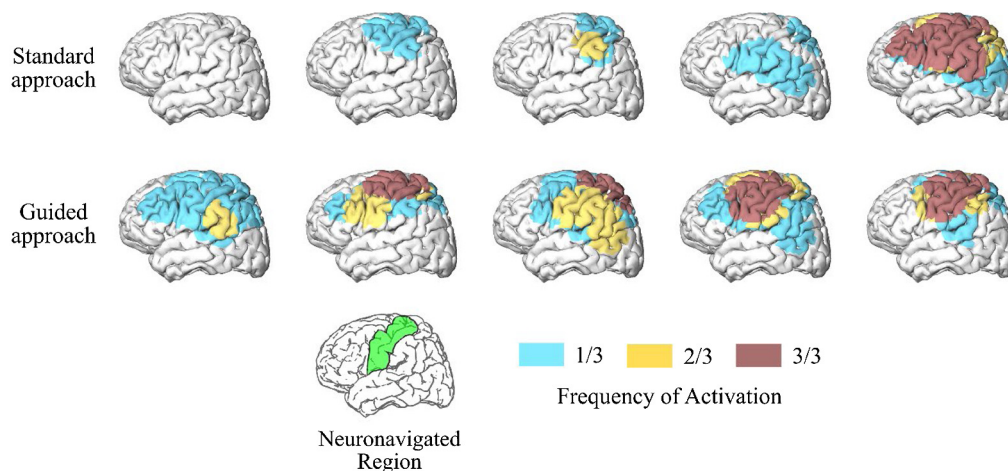 Standard
approach
Guided
approach
1/3 2/3 3/3
Frequency of Activation
Neuronavigated
Region